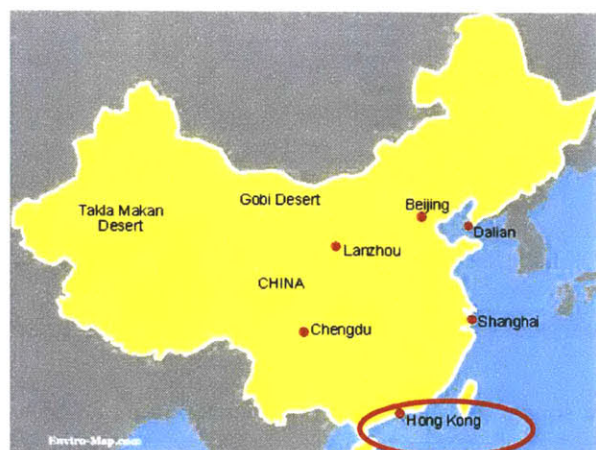 Takla Makan
Desert
Gobi Desert
Beijing
Dalian
Lanzhou
CHINA
Shanghai
Chengdu
Hong Kong
Enviro-Map.com